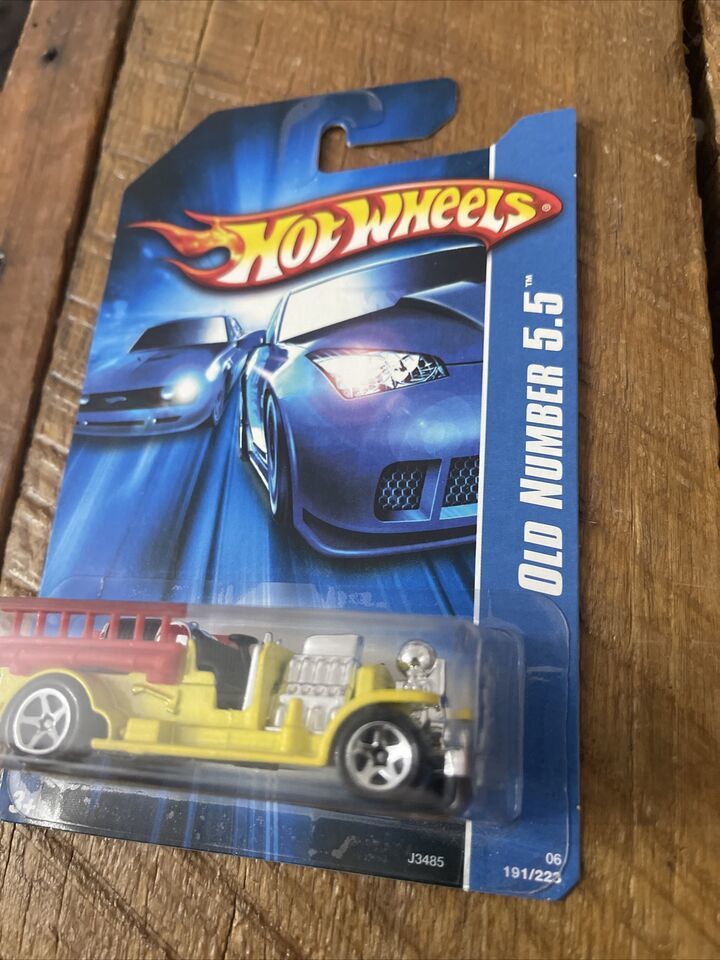 HOT WHEELS®
OLD NUMBER 5.5™
J3485
06
191/223